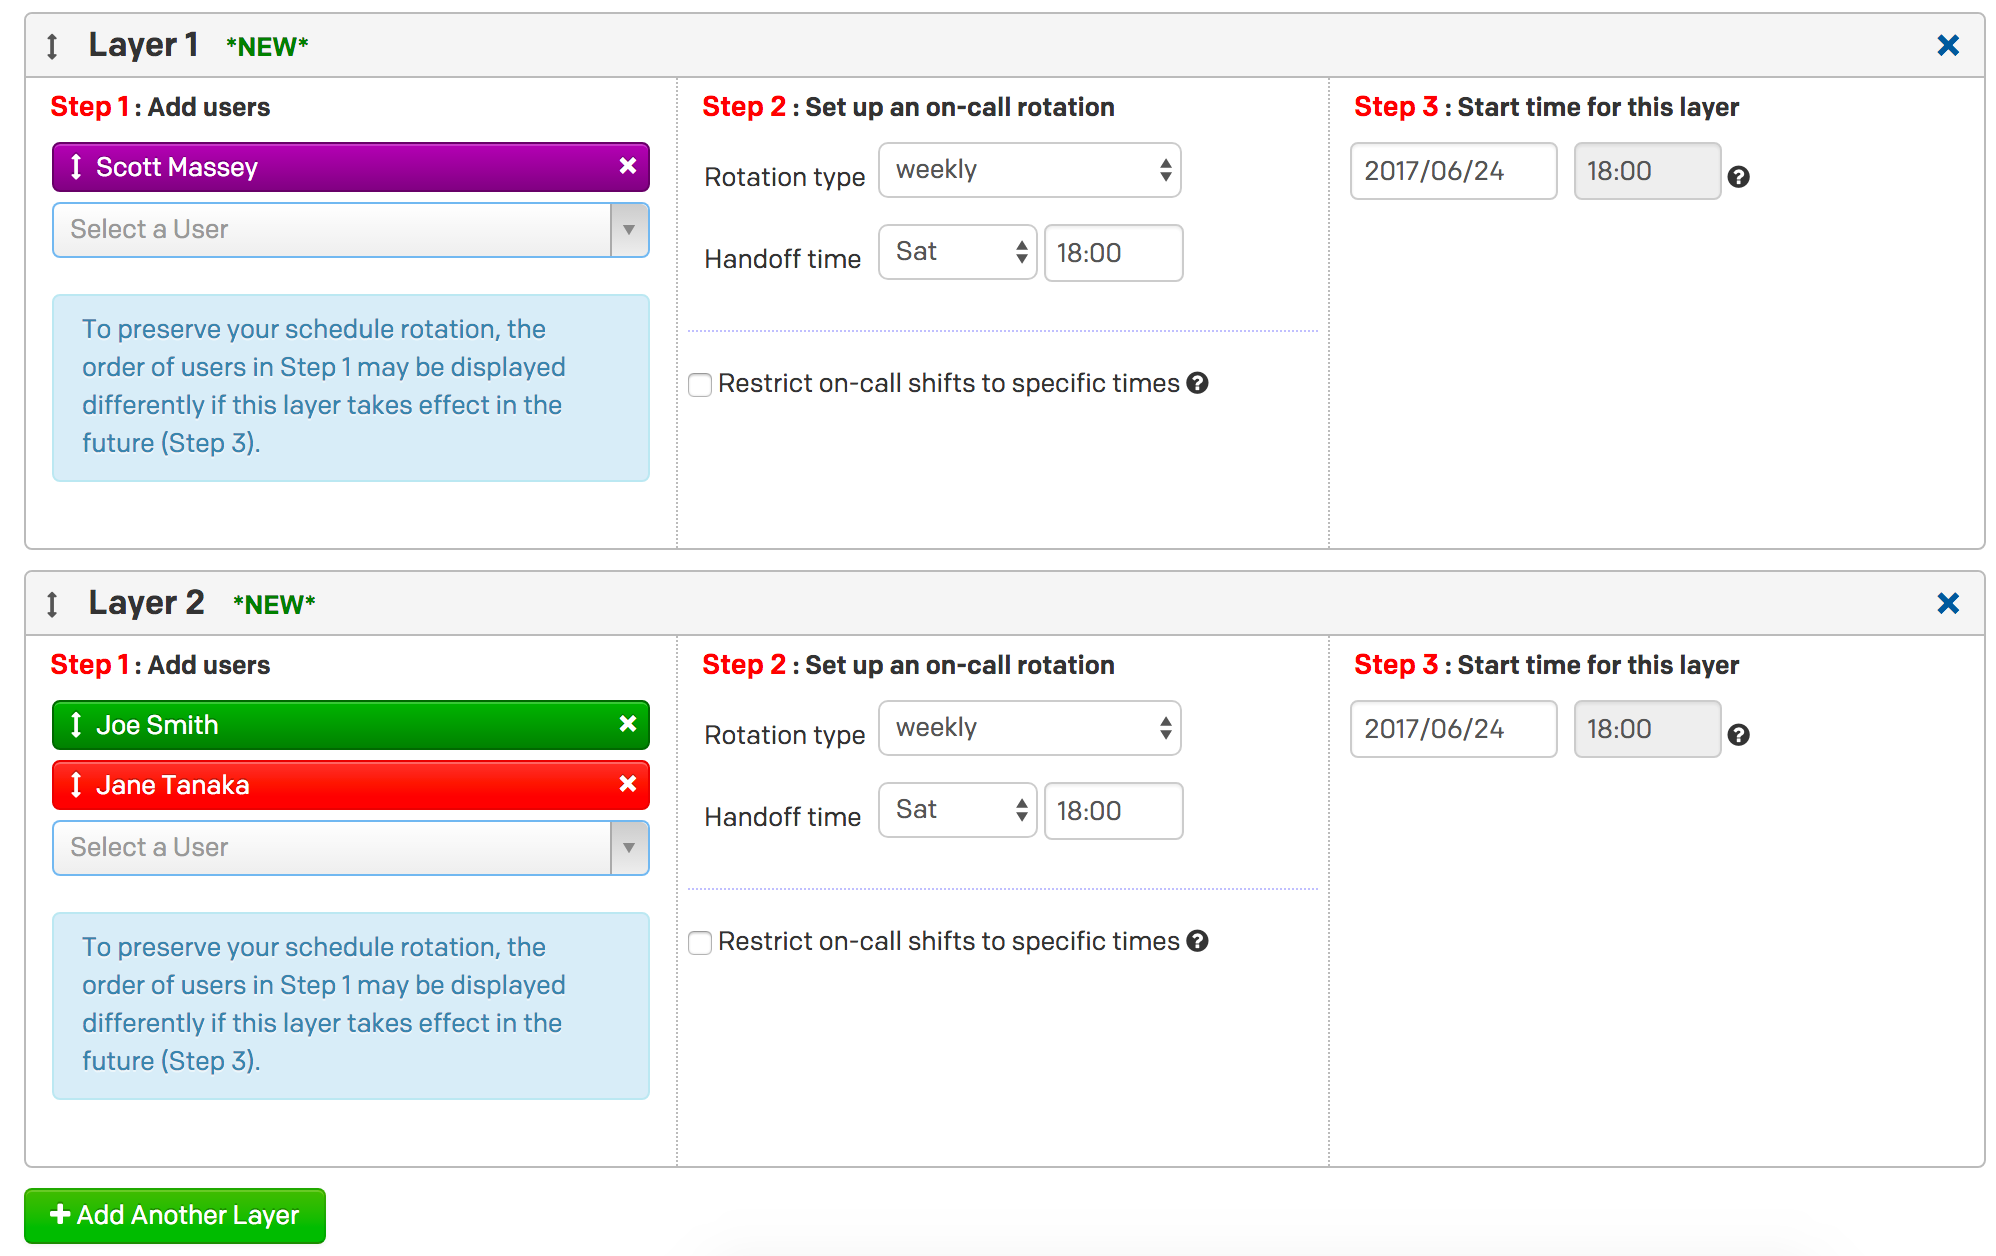 Layer 1 *NEW*
Step 1 : Add users
Scott Massey
Select a User
To preserve your schedule rotation, the
order of users in Step 1 may be displayed
differently if this layer takes effect in the
future (Step 3).
Step 2 : Set up an on-call rotation
Rotation type weekly
Handoff time Sat 18:00
Restrict on-call shifts to specific times ?
Step 3 : Start time for this layer
2017/06/24 18:00 ?
Layer 2 *NEW*
Step 1 : Add users
Joe Smith
Jane Tanaka
Select a User
To preserve your schedule rotation, the
order of users in Step 1 may be displayed
differently if this layer takes effect in the
future (Step 3).
Step 2 : Set up an on-call rotation
Rotation type weekly
Handoff time Sat 18:00
Restrict on-call shifts to specific times ?
Step 3 : Start time for this layer
2017/06/24 18:00 ?
+ Add Another Layer